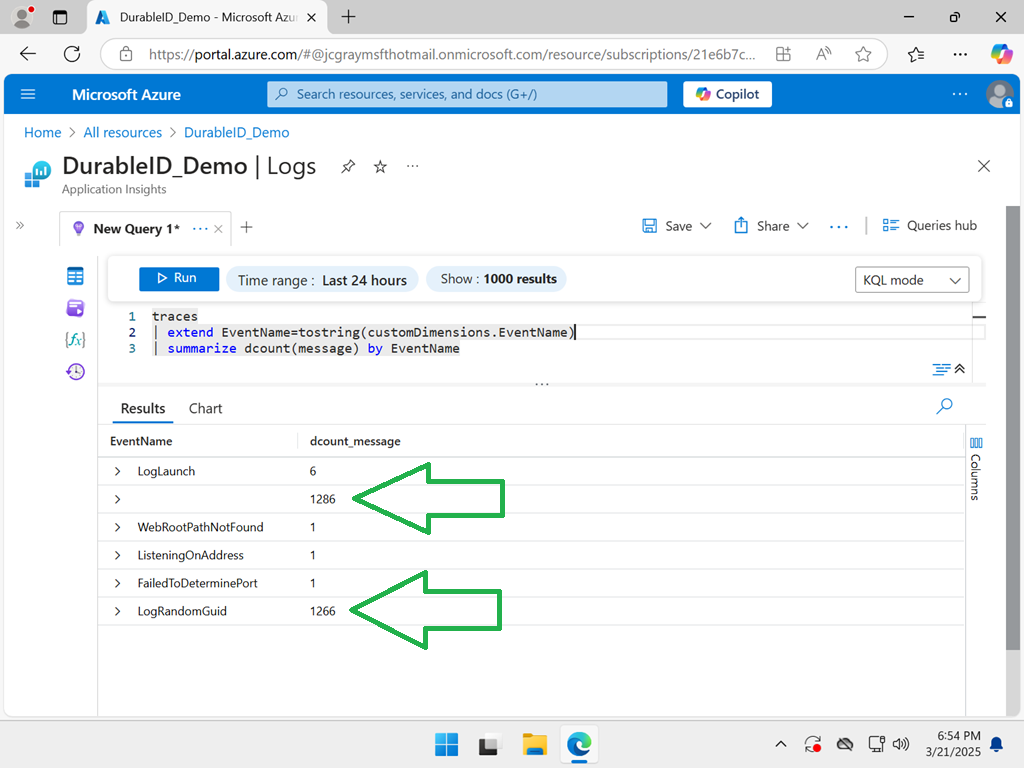 DurableID_Demo - Microsoft Azu
https://portal.azure.com/#@jcgraymsfthotmail.onmicrosoft.com/resource/subscriptions/21e6b7c...
Microsoft Azure
Search resources, services, and docs (G+/)
Copilot
Home > All resources > DurableID_Demo
DurableID_Demo | Logs
Application Insights
New Query 1*
Save
Share
Queries hub
Run
Time range : Last 24 hours
Show : 1000 results
KQL mode
1 traces
2 | extend EventName=tostring(customDimensions.EventName)
3 | summarize dcount(message) by EventName
Results
Chart
EventName dcount_message
LogLaunch 6
1286
WebRootPathNotFound 1
ListeningOnAddress 1
FailedToDeterminePort 1
LogRandomGuid 1266
Columns
6:54 PM
3/21/2025